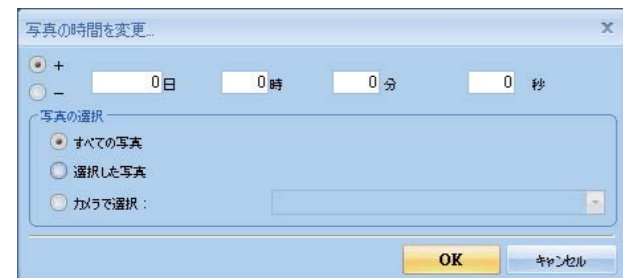 写真の時間を変更...
+
0日 0時 0分 0 秒
−
写真の選択
すべての写真
選択した写真
カメラで選択 :
OK キャンセル